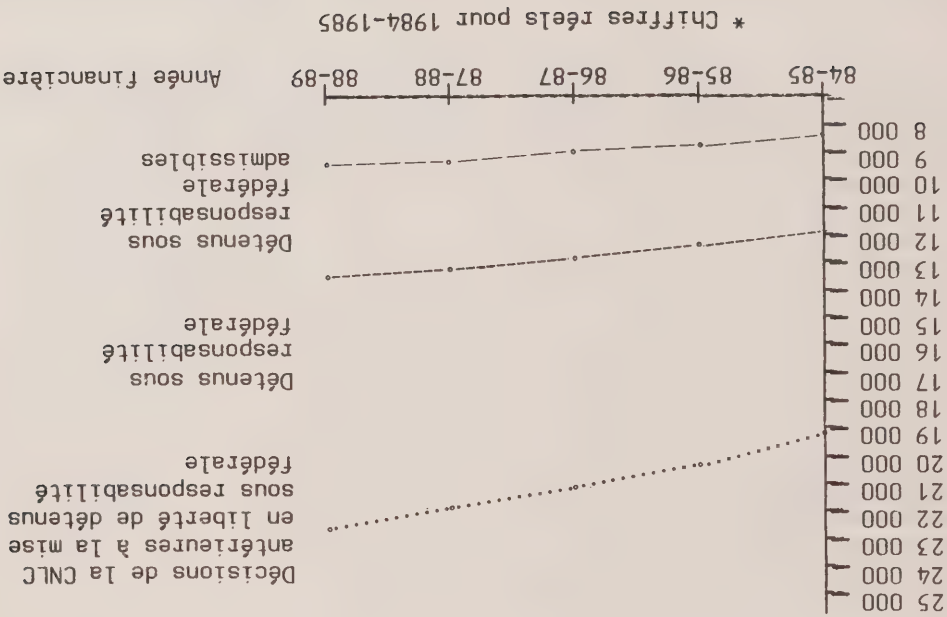 25 000
24 000
23 000
22 000
21 000
20 000
19 000
18 000
17 000
16 000
15 000
14 000
13 000
12 000
11 000
10 000
9 000
8 000
Décisions de la CNLC
antérieures à la mise
en liberté de détenus
sous responsabilité
fédérale
Détenus sous
responsabilité
fédérale
Détenus sous
responsabilité
fédérale
admissibles
84-85 85-86 86-87 87-88 88-89 Année financière
* Chiffres réels pour 1984-1985